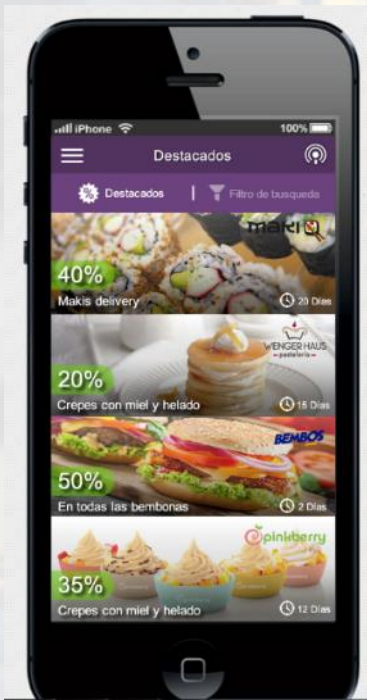 iPhone 100%
Destacados
Destacados | Filtro de busqueda
MAKI
40%
Makis delivery 20 Días
WENGER HAUS
pastelería
20%
Crepes con miel y helado 15 Días
BEMBOS
50%
En todas las bembonas 2 Días
pinkberry
35%
Crepes con miel y helado 12 Días